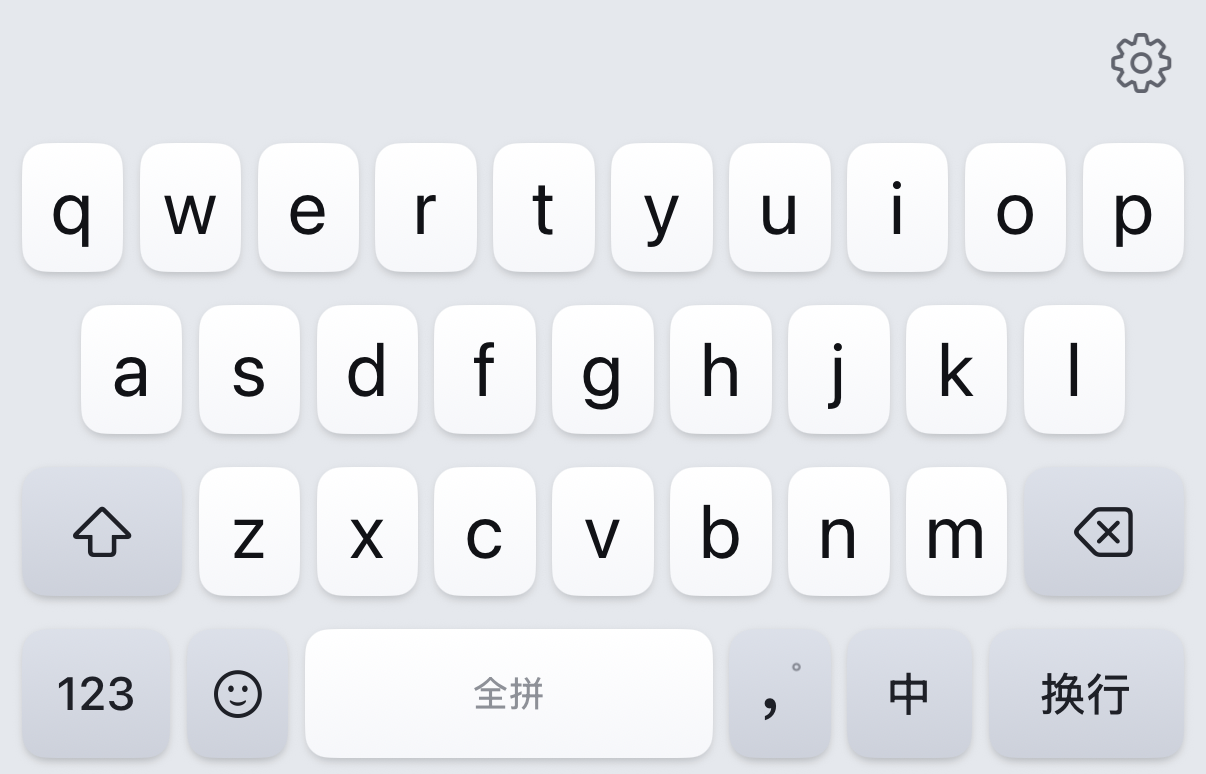 q w e r t y u i o p
a s d f g h j k l
z x c v b n m
123 全拼 ，。 中 换行